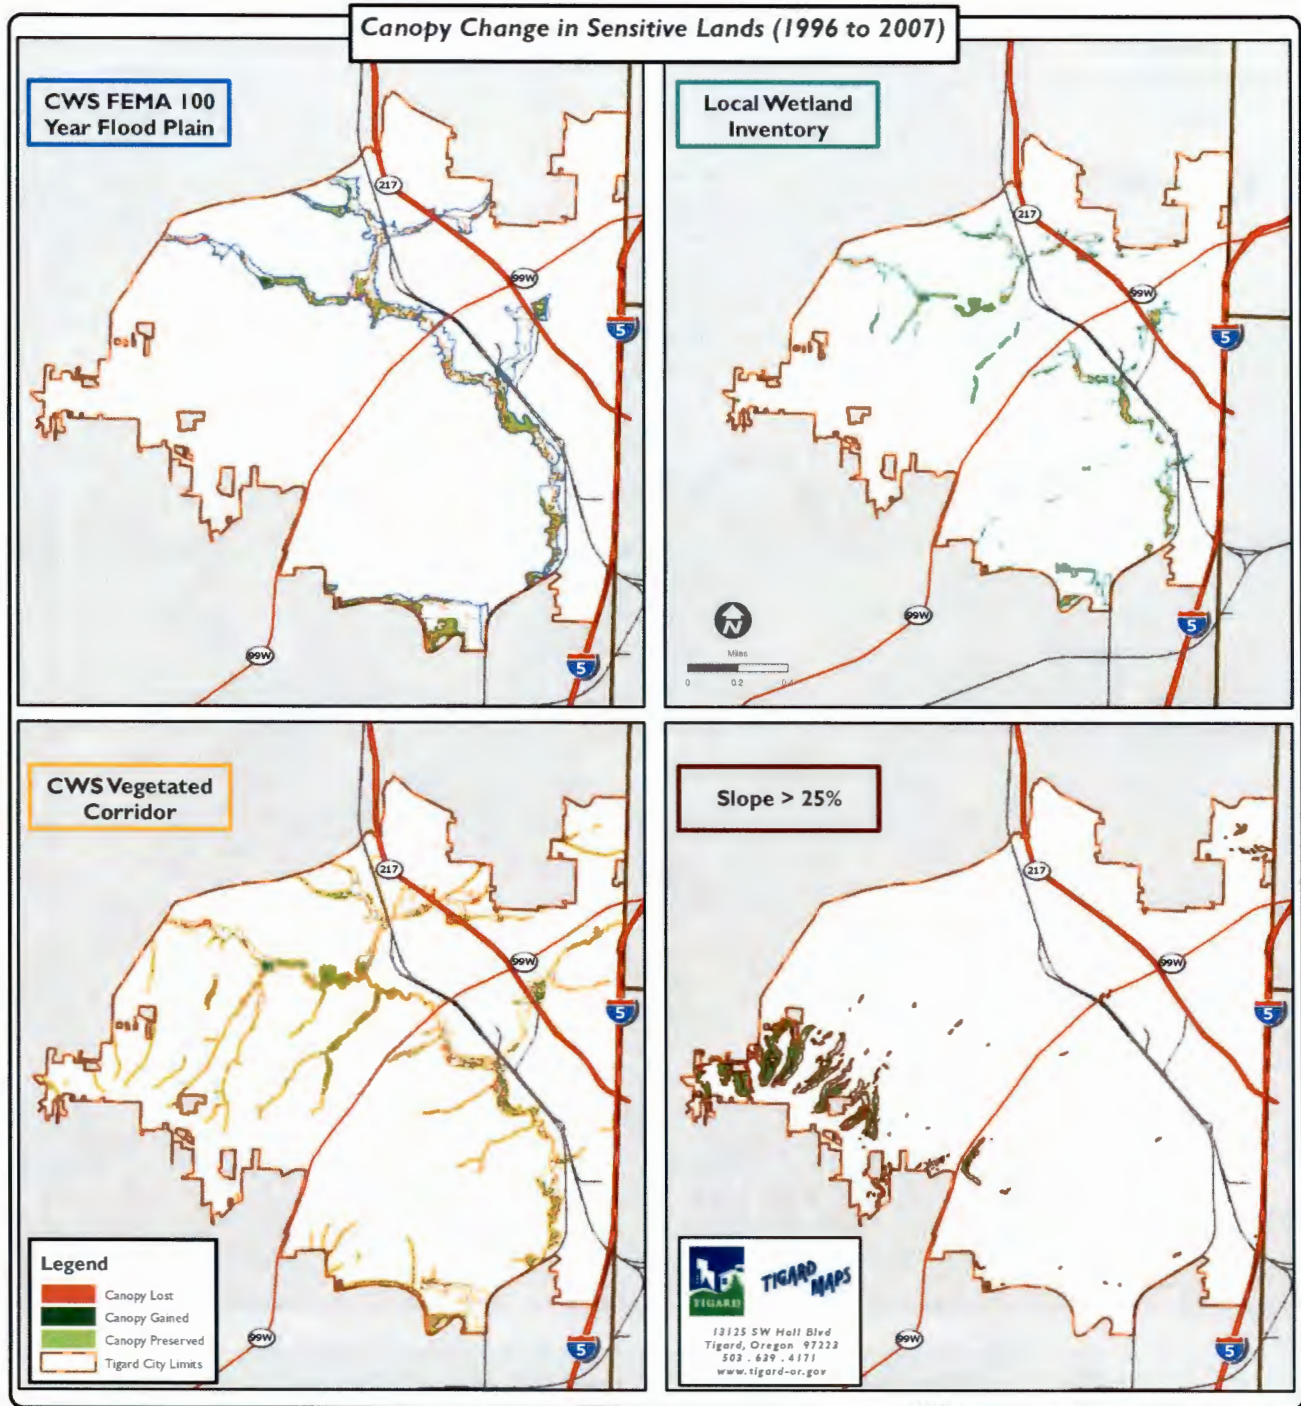 Canopy Change in Sensitive Lands (1996 to 2007)
CWS FEMA 100
Year Flood Plain
217
99W
5
99W
5
Local Wetland
Inventory
217
99W
5
N
Miles
0 0.2 0.4
99W
5
CWS Vegetated
Corridor
217
99W
5
99W
5
Legend
Canopy Lost
Canopy Gained
Canopy Preserved
Tigard City Limits
Slope > 25%
217
99W
5
99W
5
TIGARD
TIGARD
MAPS
13125 SW Hall Blvd
Tigard, Oregon 97223
503 . 639 . 4171
www.tigard-or.gov